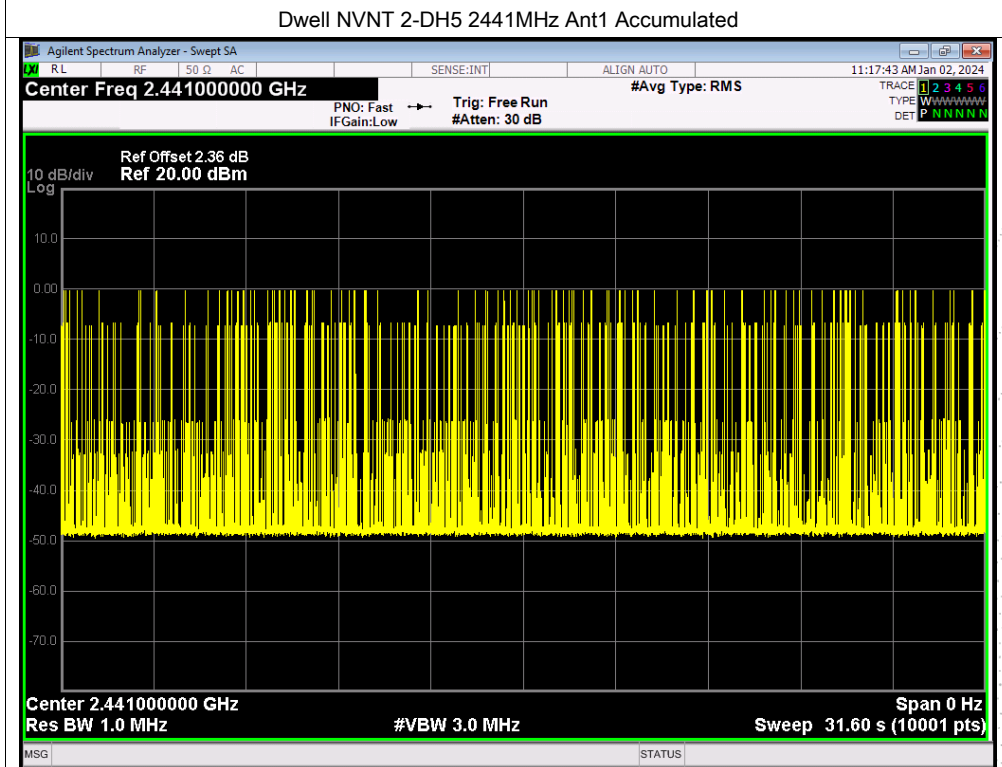 Dwell NVNT 2-DH5 2441MHz Ant1 Accumulated
Agilent Spectrum Analyzer - Swept SA
LXI RL RF 50 Ω AC SENSE:INT ALIGN AUTO 11:17:43 AM Jan 02, 2024
Center Freq 2.441000000 GHz #Avg Type: RMS TRACE 1 2 3 4 5 6
PNO: Fast Trig: Free Run TYPE WWWWWW
IFGain:Low #Atten: 30 dB DET P N N N N N
Ref Offset 2.36 dB
10 dB/div Ref 20.00 dBm
Log
10.0
0.00
-10.0
-20.0
-30.0
-40.0
-50.0
-60.0
-70.0
Center 2.441000000 GHz Span 0 Hz
Res BW 1.0 MHz #VBW 3.0 MHz Sweep 31.60 s (10001 pts)
MSG STATUS